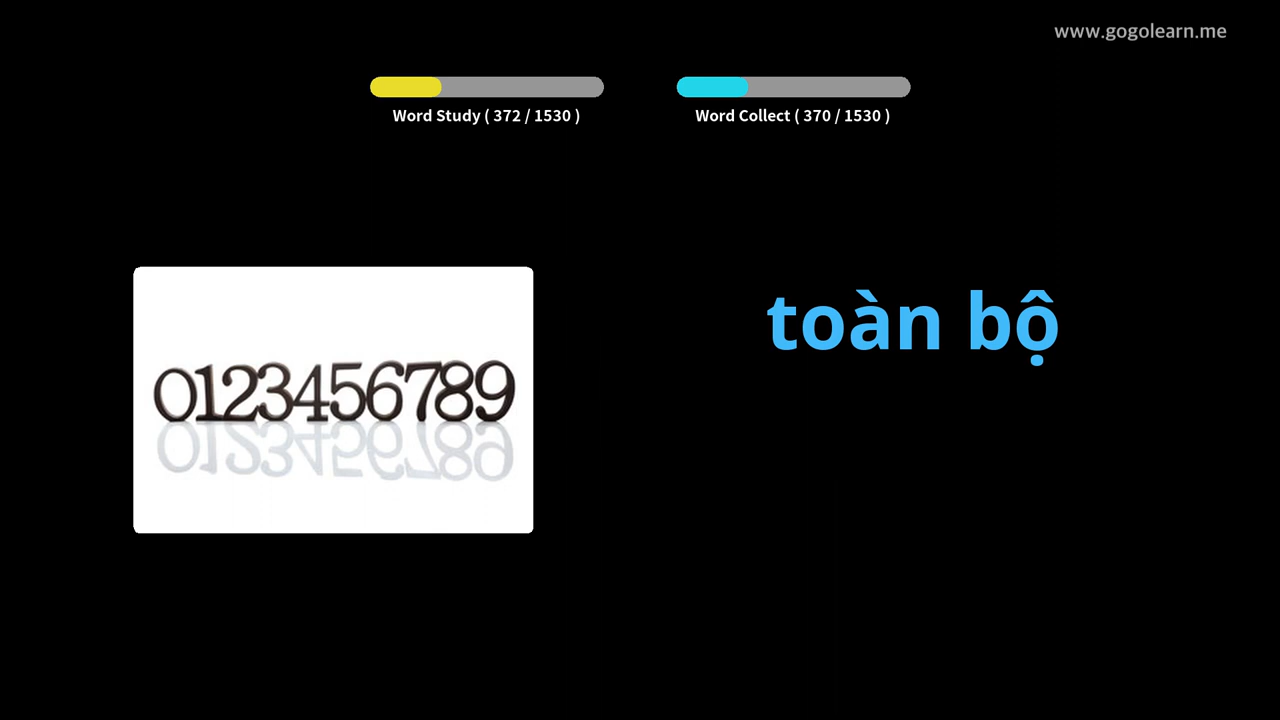 www.gogolearn.me
Word Study ( 372 / 1530 )
Word Collect ( 370 / 1530 )
toàn bộ
0123456789